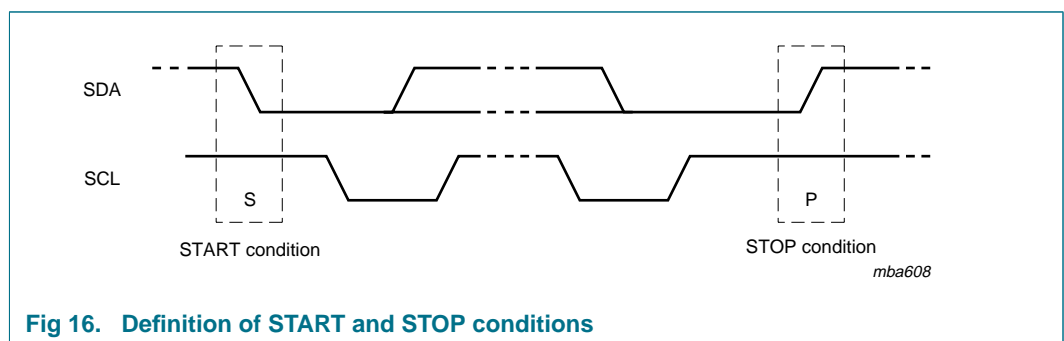 SDA
SCL
S
P
START condition
STOP condition
mba608
Fig 16. Definition of START and STOP conditions